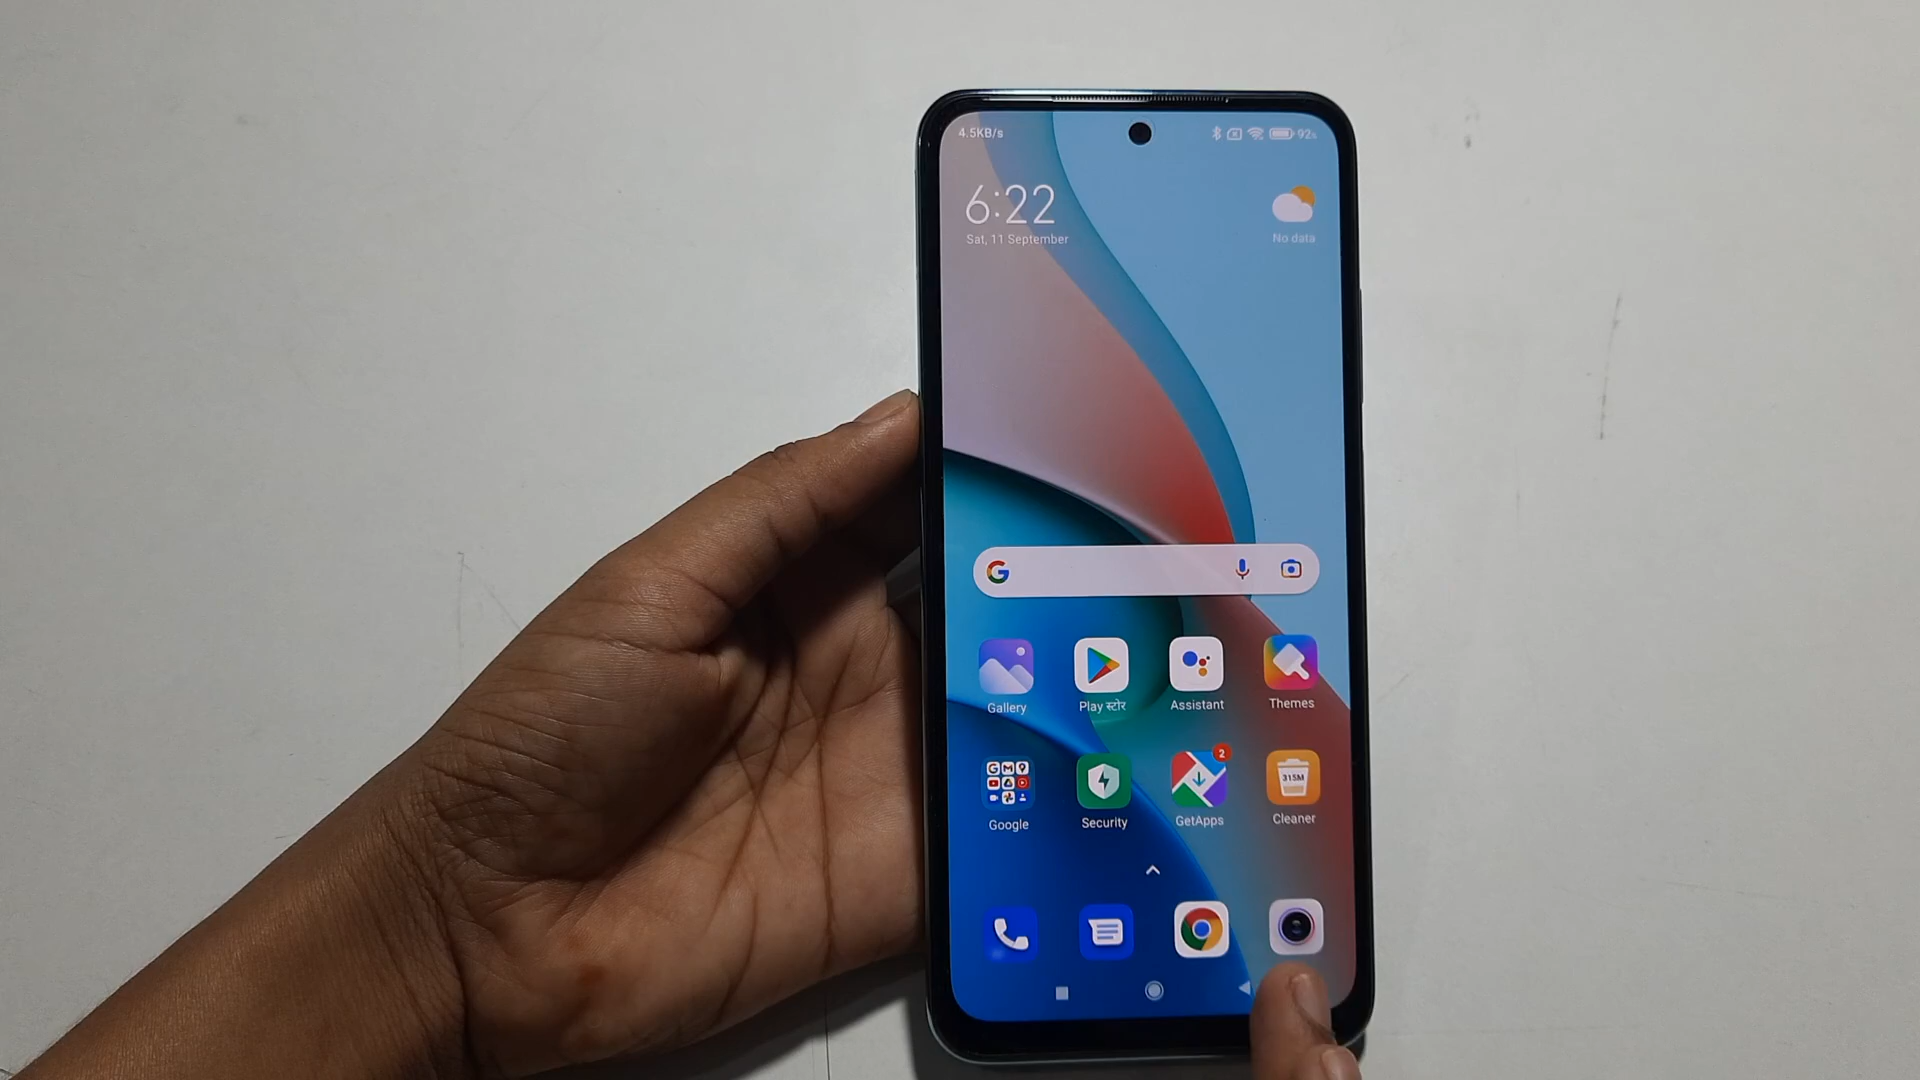 4.5KB/s
92%
6:22
Sat, 11 September
No data
Gallery
Play स्टोर
Assistant
Themes
2
315M
Google
Security
GetApps
Cleaner